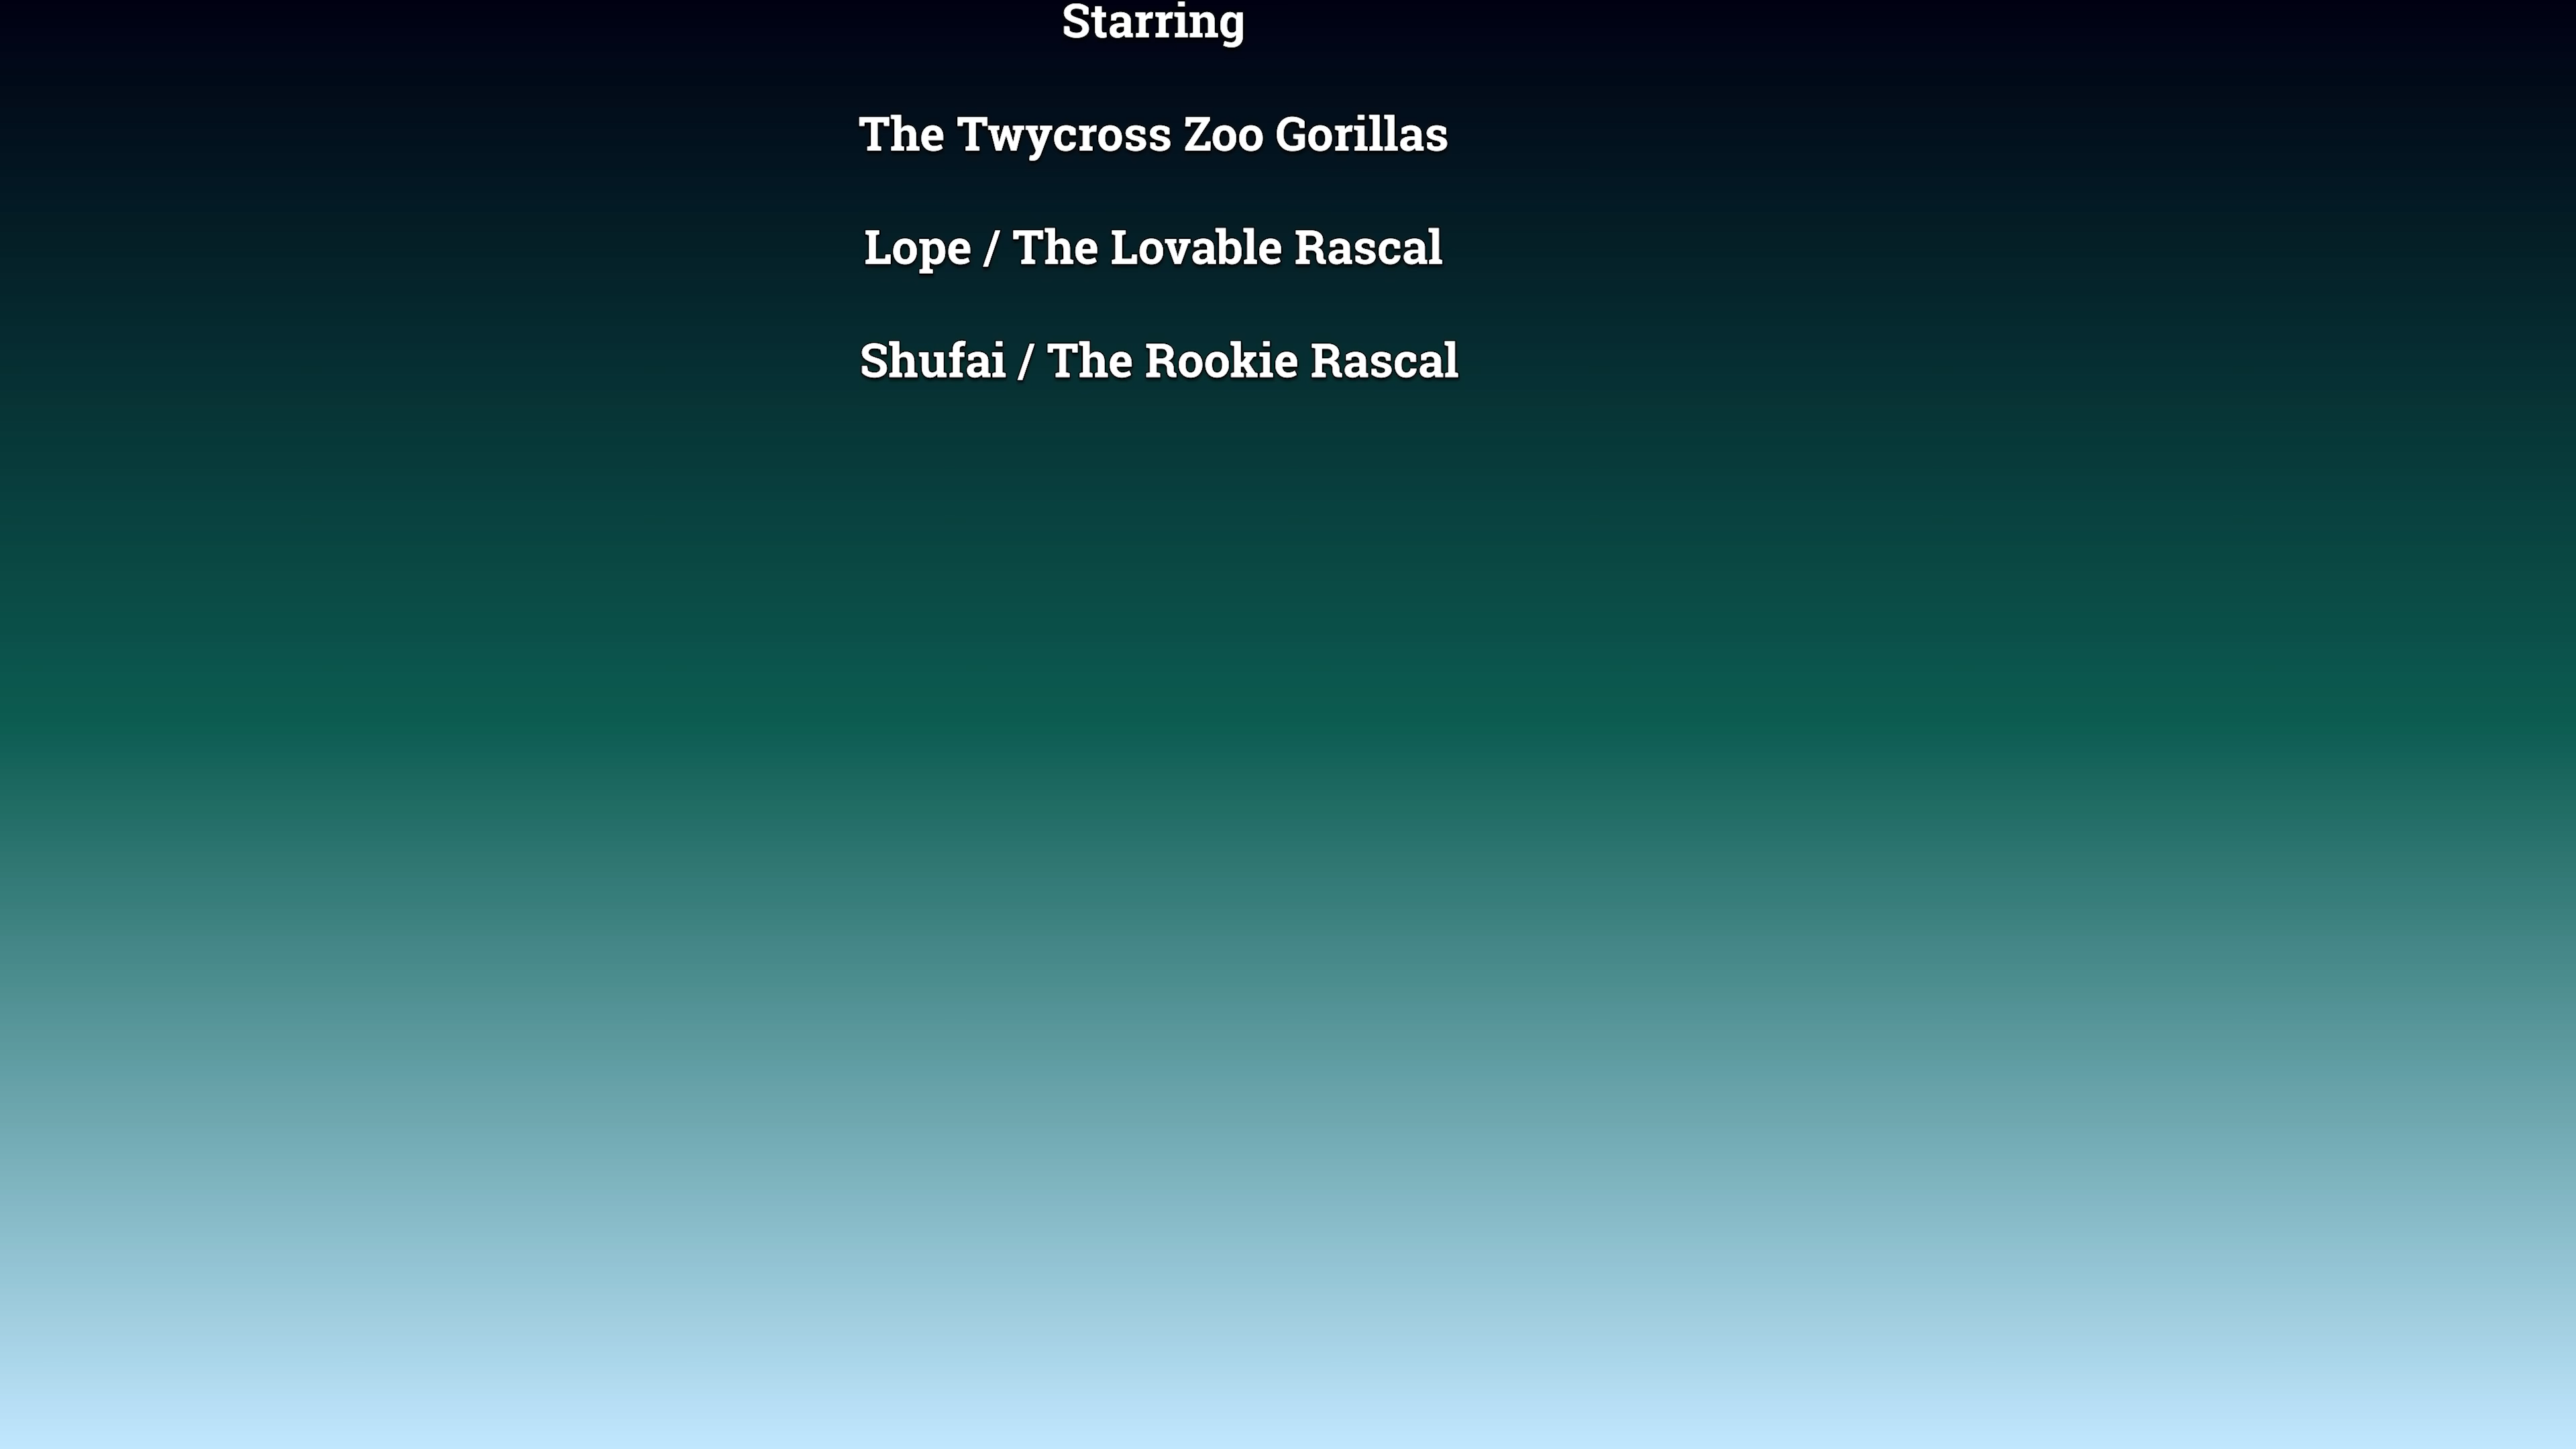 Starring
The Twycross Zoo Gorillas
Lope / The Lovable Rascal
Shufai / The Rookie Rascal